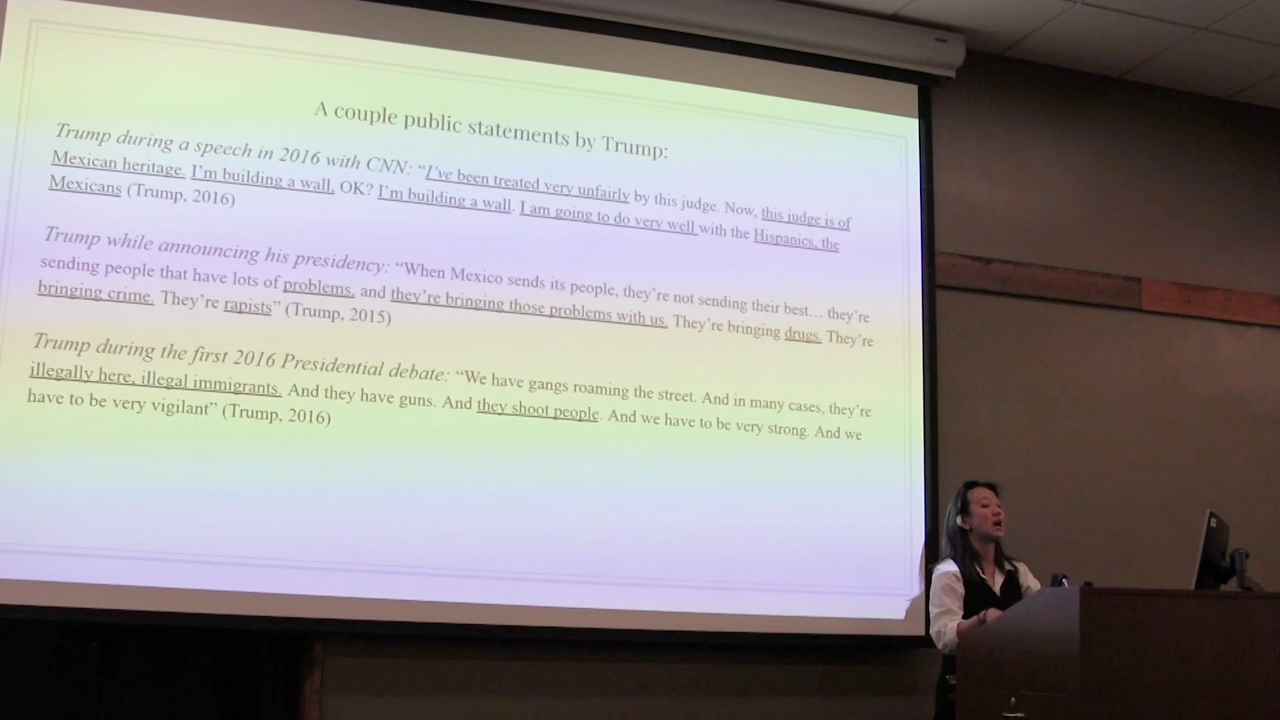 A couple public statements by Trump:
Trump during a speech in 2016 with CNN: “I’ve been treated very unfairly by this judge. Now, this judge is of
Mexican heritage. I’m building a wall, OK? I’m building a wall. I am going to do very well with the Hispanics, the
Mexicans (Trump, 2016)
Trump while announcing his presidency: “When Mexico sends its people, they’re not sending their best… they’re
sending people that have lots of problems, and they’re bringing those problems with us. They’re bringing drugs. They’re
bringing crime. They’re rapists” (Trump, 2015)
Trump during the first 2016 Presidential debate: “We have gangs roaming the street. And in many cases, they’re
illegally here, illegal immigrants. And they have guns. And they shoot people. And we have to be very strong. And we
have to be very vigilant” (Trump, 2016)